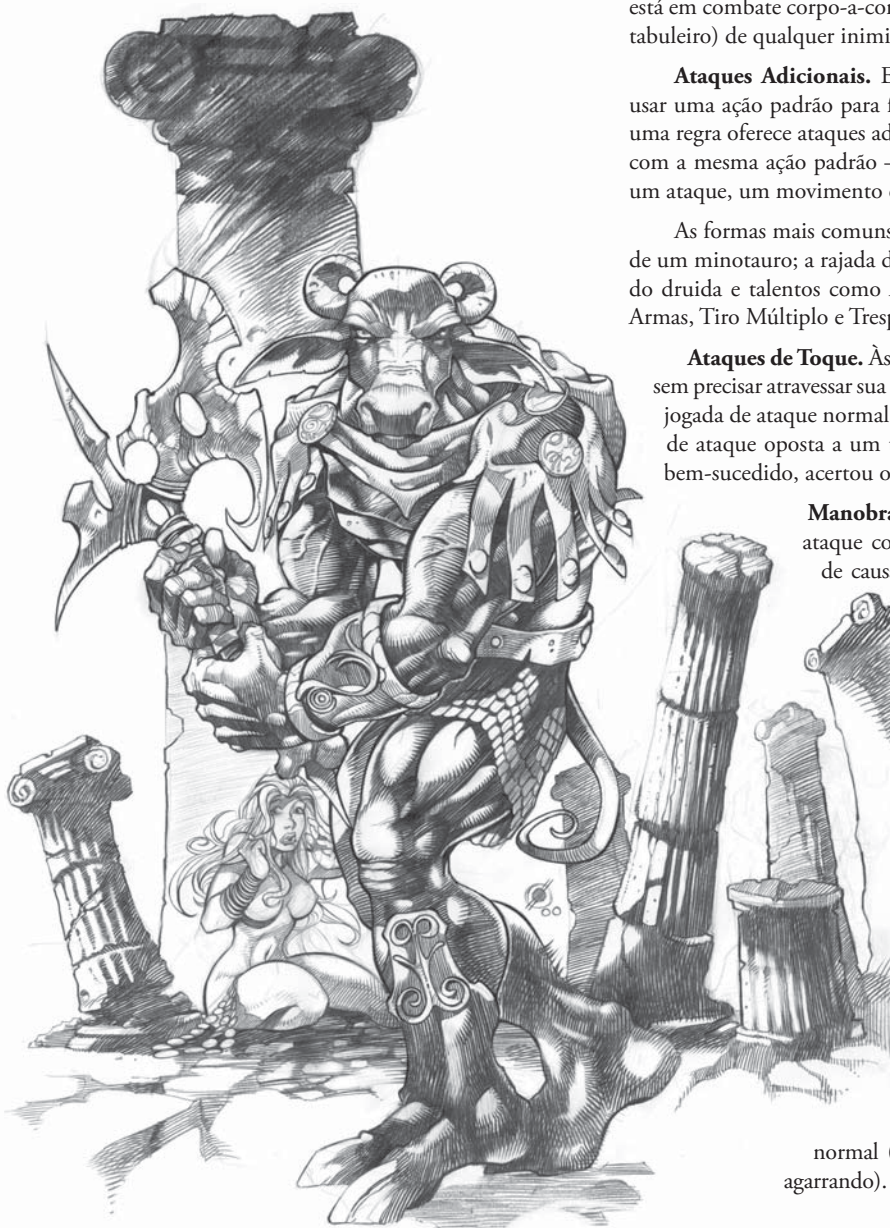 está em combate corpo-a-cor
tabuleiro) de qualquer inimi
Ataques Adicionais. E
usar uma ação padrão para f
uma regra oferece ataques ad
com a mesma ação padrão –
um ataque, um movimento
As formas mais comuns
de um minotauro; a rajada d
do druida e talentos como
Armas, Tiro Múltiplo e Tresp
Ataques de Toque. Às
sem precisar atravessar sua
jogada de ataque normal,
de ataque oposta a um
bem-sucedido, acertou o
Manobra
ataque co
de caus
normal (
agarrando).